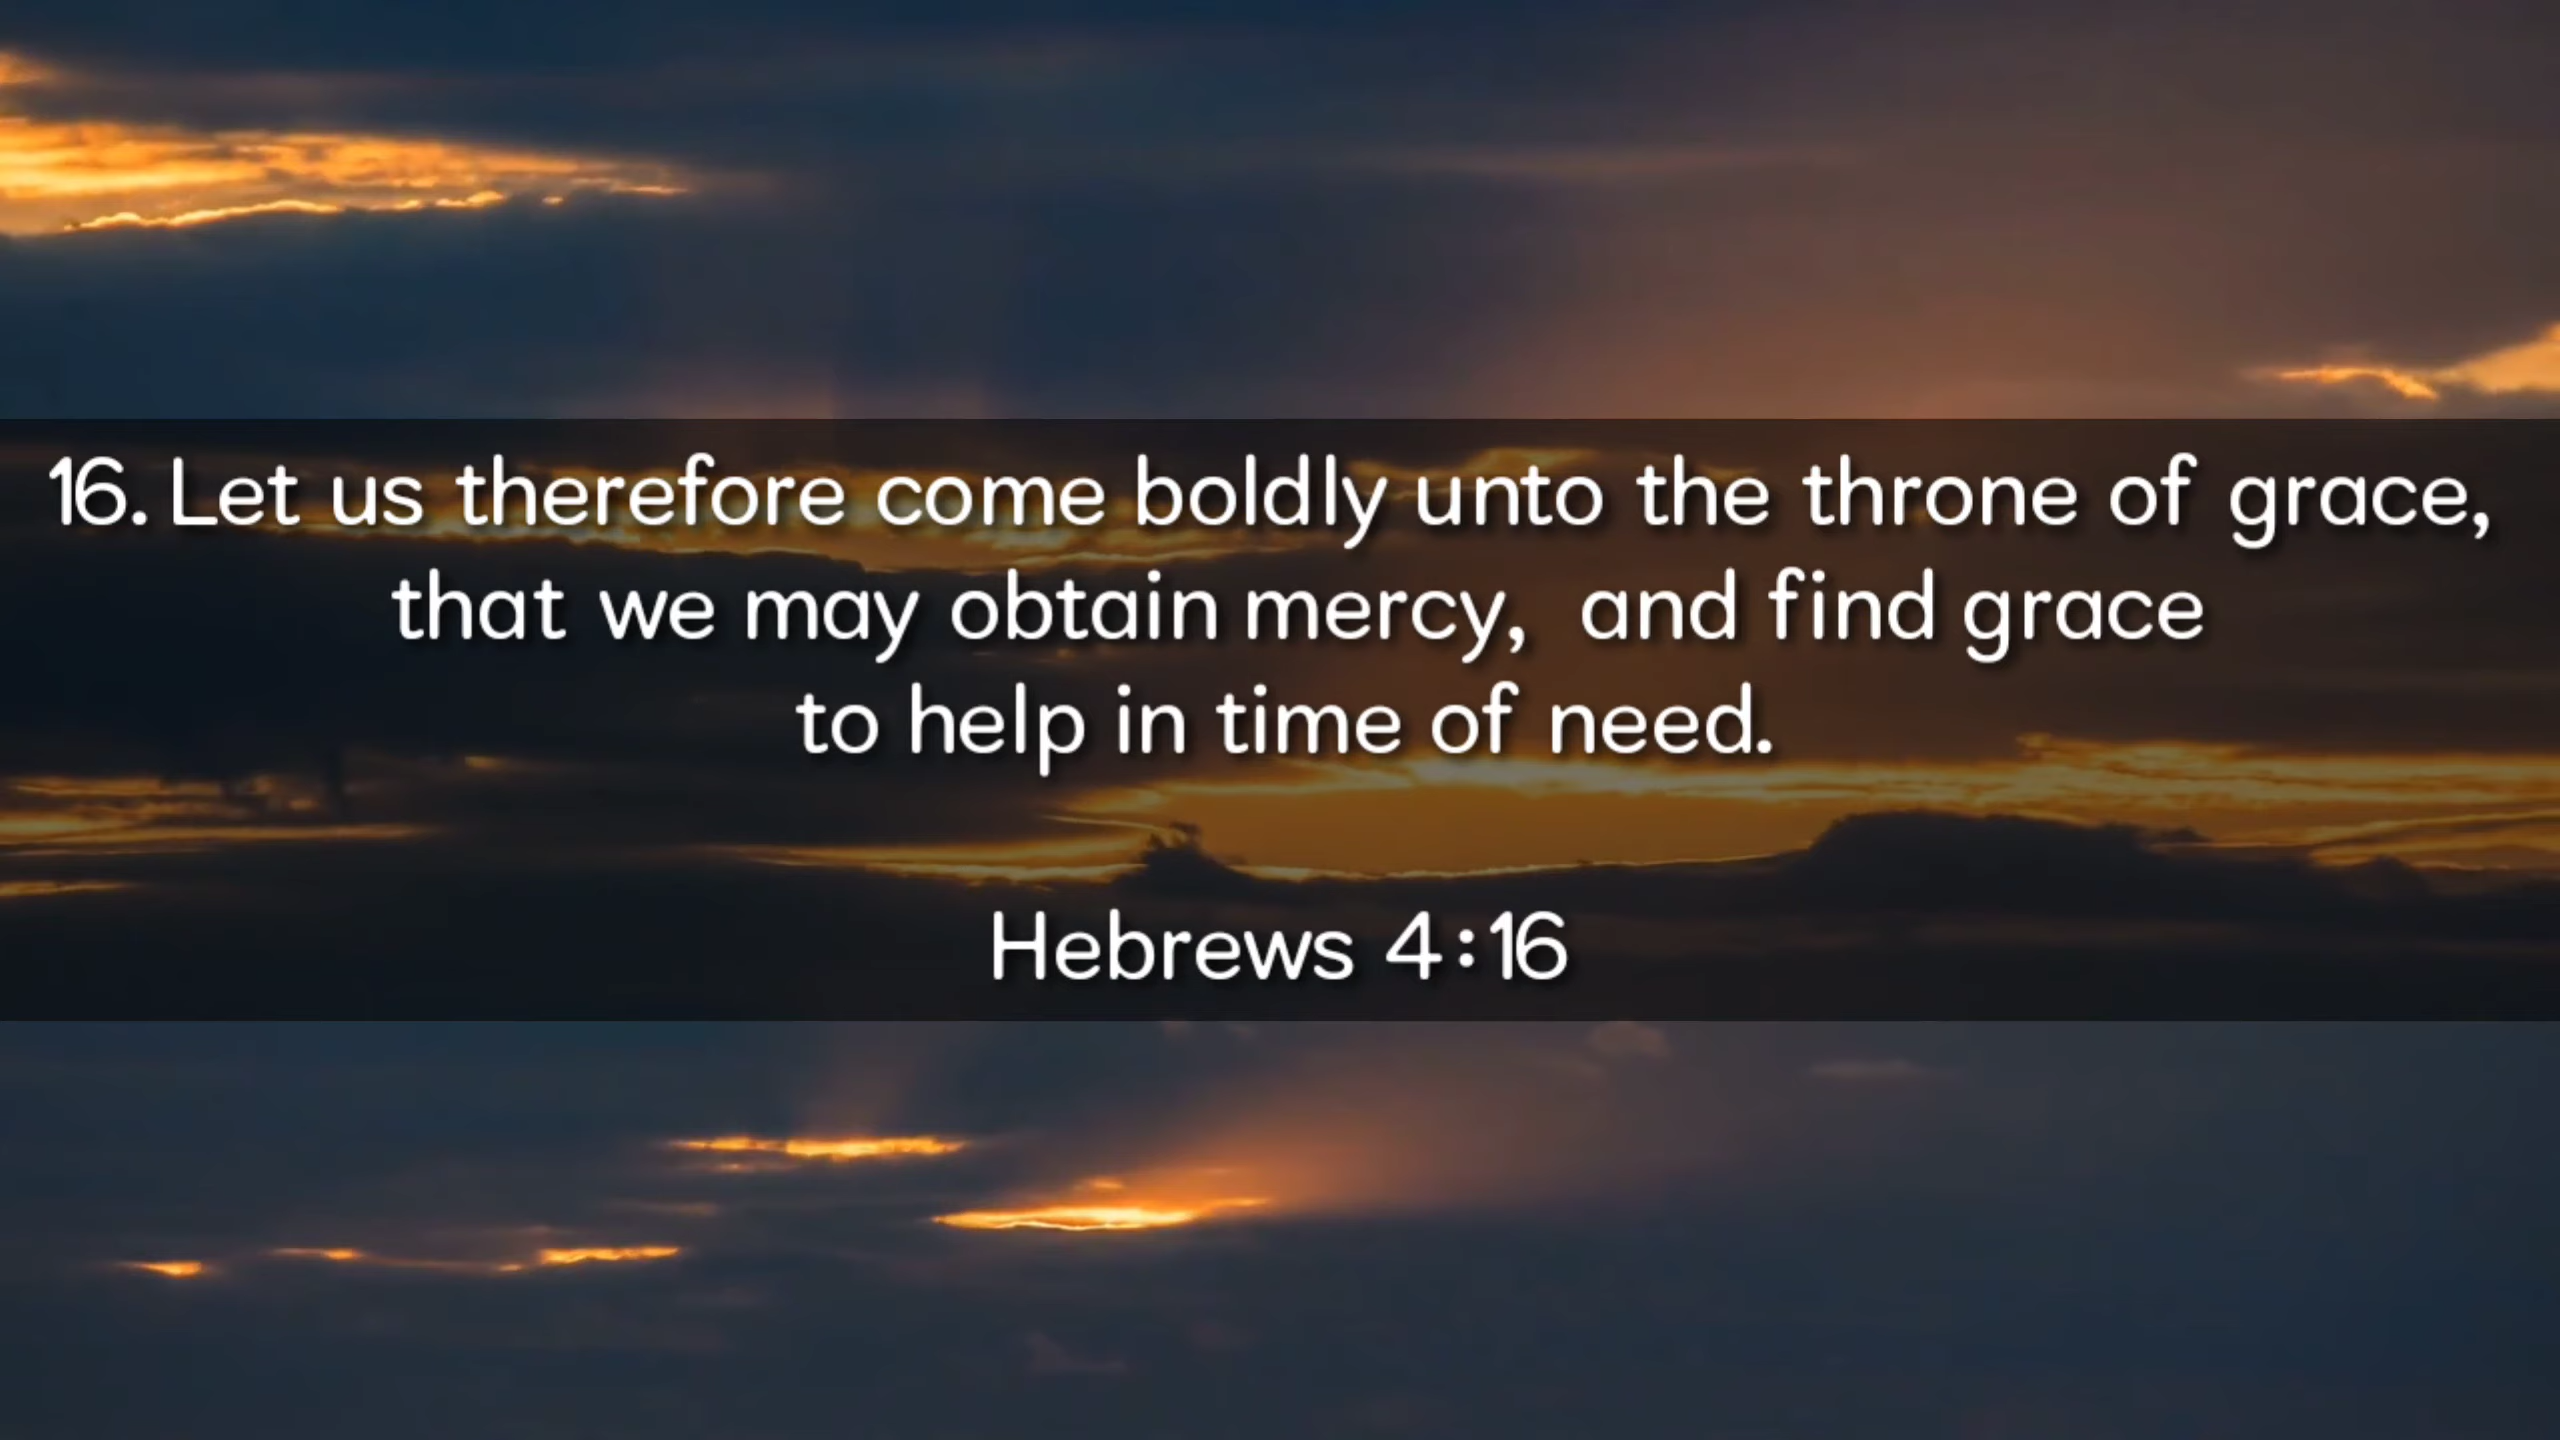 16. Let us therefore come boldly unto the throne of grace,
that we may obtain mercy, and find grace
to help in time of need.
Hebrews 4:16